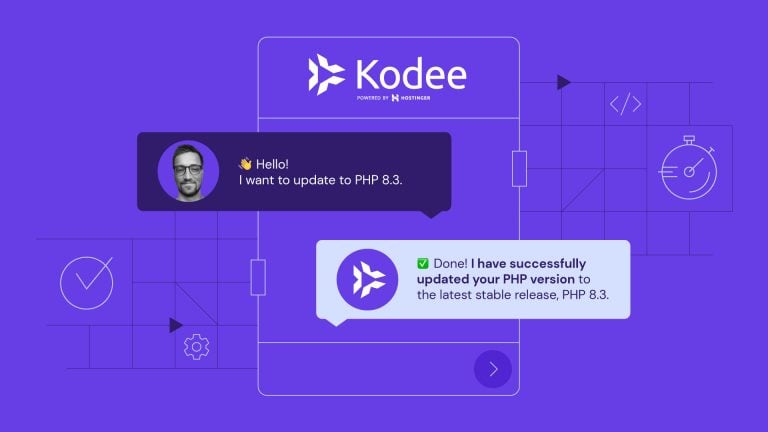 Kodee
POWERED BY HOSTINGER
👋 Hello!
I want to update to PHP 8.3.
✅ Done! I have successfully
updated your PHP version to
the latest stable release, PHP 8.3.